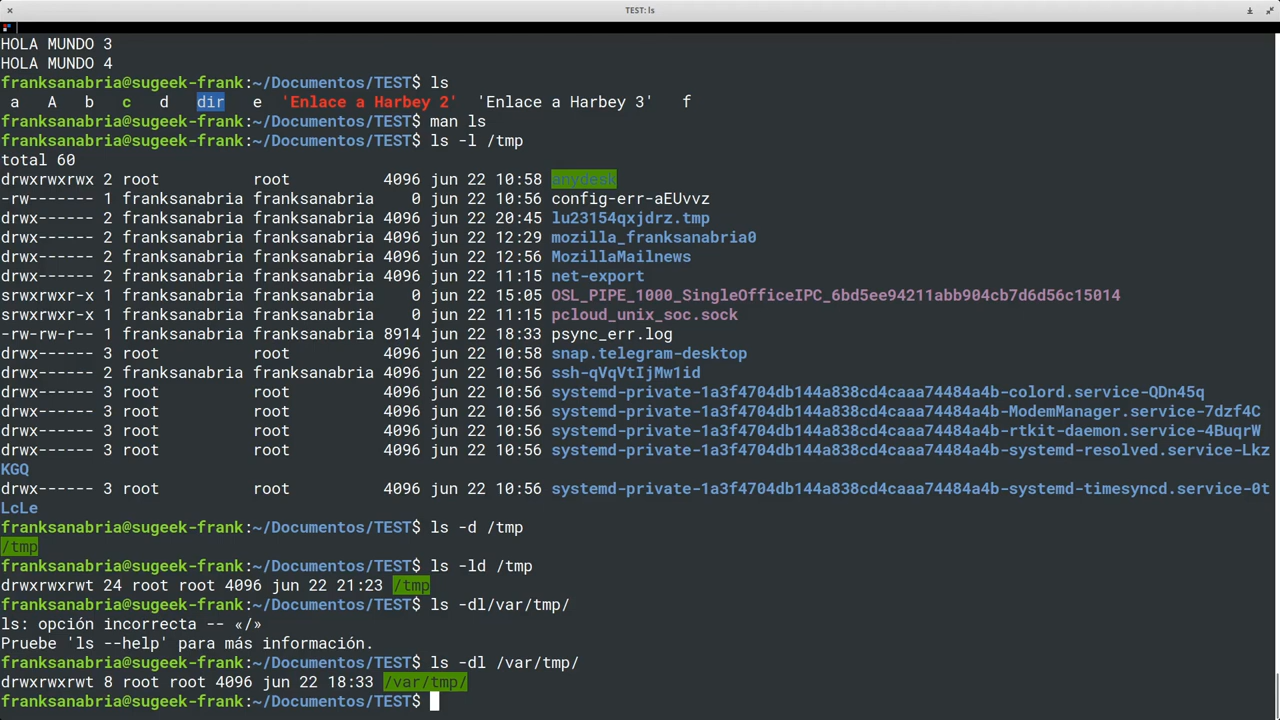 TEST: ls
HOLA MUNDO 3
HOLA MUNDO 4
franksanabria@sugeek-frank:~/Documentos/TEST$ ls
a A b c d dir e 'Enlace a Harbey 2' 'Enlace a Harbey 3' f
franksanabria@sugeek-frank:~/Documentos/TEST$ man ls
franksanabria@sugeek-frank:~/Documentos/TEST$ ls -l /tmp
total 60
drwxrwxrwx 2 root root 4096 jun 22 10:58 anydesk
-rw------- 1 franksanabria franksanabria 0 jun 22 10:56 config-err-aEUvvz
drwx------ 2 franksanabria franksanabria 4096 jun 22 20:45 lu23154qxjdrz.tmp
drwx------ 2 franksanabria franksanabria 4096 jun 22 12:29 mozilla_franksanabria0
drwx------ 2 franksanabria franksanabria 4096 jun 22 12:56 MozillaMailnews
drwx------ 2 franksanabria franksanabria 4096 jun 22 11:15 net-export
srwxrwxr-x 1 franksanabria franksanabria 0 jun 22 15:05 OSL_PIPE_1000_SingleOfficeIPC_6bd5ee94211abb904cb7d6d56c15014
srwxrwxr-x 1 franksanabria franksanabria 0 jun 22 11:15 pcloud_unix_soc.sock
-rw-rw-r-- 1 franksanabria franksanabria 8914 jun 22 18:33 psync_err.log
drwx------ 3 root root 4096 jun 22 10:58 snap.telegram-desktop
drwx------ 2 franksanabria franksanabria 4096 jun 22 10:56 ssh-qVqVtIjMw1id
drwx------ 3 root root 4096 jun 22 10:56 systemd-private-1a3f4704db144a838cd4caaa74484a4b-colord.service-QDn45q
drwx------ 3 root root 4096 jun 22 10:56 systemd-private-1a3f4704db144a838cd4caaa74484a4b-ModemManager.service-7dzf4C
drwx------ 3 root root 4096 jun 22 10:56 systemd-private-1a3f4704db144a838cd4caaa74484a4b-rtkit-daemon.service-4BuqrW
drwx------ 3 root root 4096 jun 22 10:56 systemd-private-1a3f4704db144a838cd4caaa74484a4b-systemd-resolved.service-Lkz
KGQ
drwx------ 3 root root 4096 jun 22 10:56 systemd-private-1a3f4704db144a838cd4caaa74484a4b-systemd-timesyncd.service-0t
LcLe
franksanabria@sugeek-frank:~/Documentos/TEST$ ls -d /tmp
/tmp
franksanabria@sugeek-frank:~/Documentos/TEST$ ls -ld /tmp
drwxrwxrwt 24 root root 4096 jun 22 21:23 /tmp
franksanabria@sugeek-frank:~/Documentos/TEST$ ls -dl/var/tmp/
ls: opción incorrecta -- «/»
Pruebe 'ls --help' para más información.
franksanabria@sugeek-frank:~/Documentos/TEST$ ls -dl /var/tmp/
drwxrwxrwt 8 root root 4096 jun 22 18:33 /var/tmp/
franksanabria@sugeek-frank:~/Documentos/TEST$